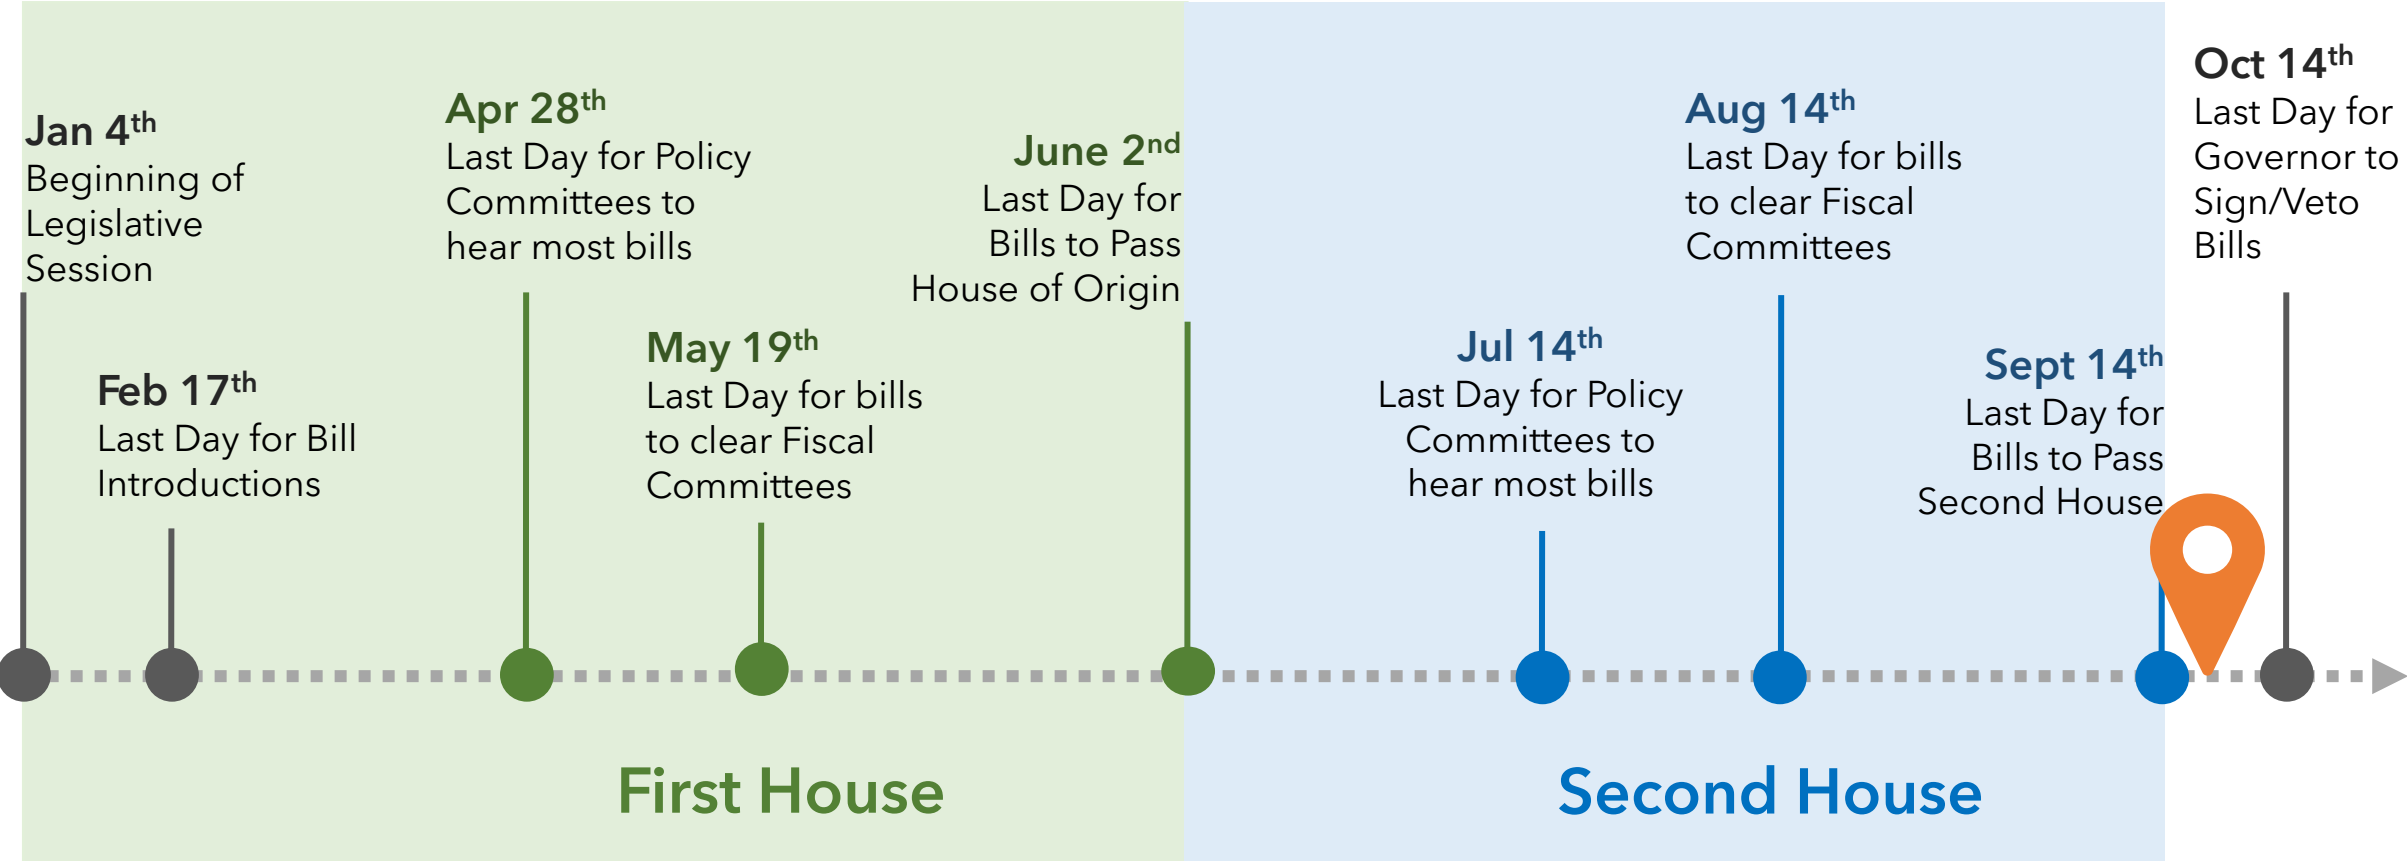 Jan 4th
Beginning of
Legislative
Session
Feb 17th
Last Day for Bill
Introductions
Apr 28th
Last Day for Policy
Committees to
hear most bills
May 19th
Last Day for bills
to clear Fiscal
Committees
June 2nd
Last Day for
Bills to Pass
House of Origin
Jul 14th
Last Day for Policy
Committees to
hear most bills
Aug 14th
Last Day for bills
to clear Fiscal
Committees
Sept 14th
Last Day for
Bills to Pass
Second House
Oct 14th
Last Day for
Governor to
Sign/Veto
Bills
First House
Second House